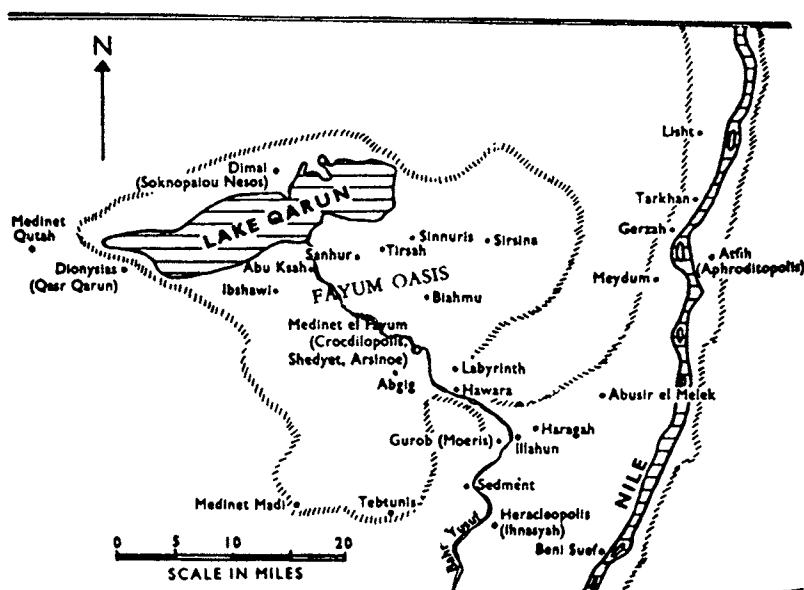 N
Lisht
Dimai
(Soknopaiou Nesos)
LAKE QARUN
Tarkhan
Medinet
Qutah
Gerzah
Sinnuris
Sirsina
Sanhur
Tirsah
Atfih
(Aphroditopolis)
Dionysias
(Qasr Qarun)
Abu Ksah
Ibshawi
FAYUM OASIS
Meydum
Biahmu
Medinet el Fayum
(Crocdilopolis,
Shedyet, Arsinoe)
Labyrinth
Abgig
Hawara
Abusir el Melek
Haragah
Gurob (Moeris)
Illahun
Sedment
NILE
Medinet Madi
Tebtunis
Heracleopolis
(Ihnasyah)
Bahr Yusuf
Beni Suef
0 5 10 20
SCALE IN MILES